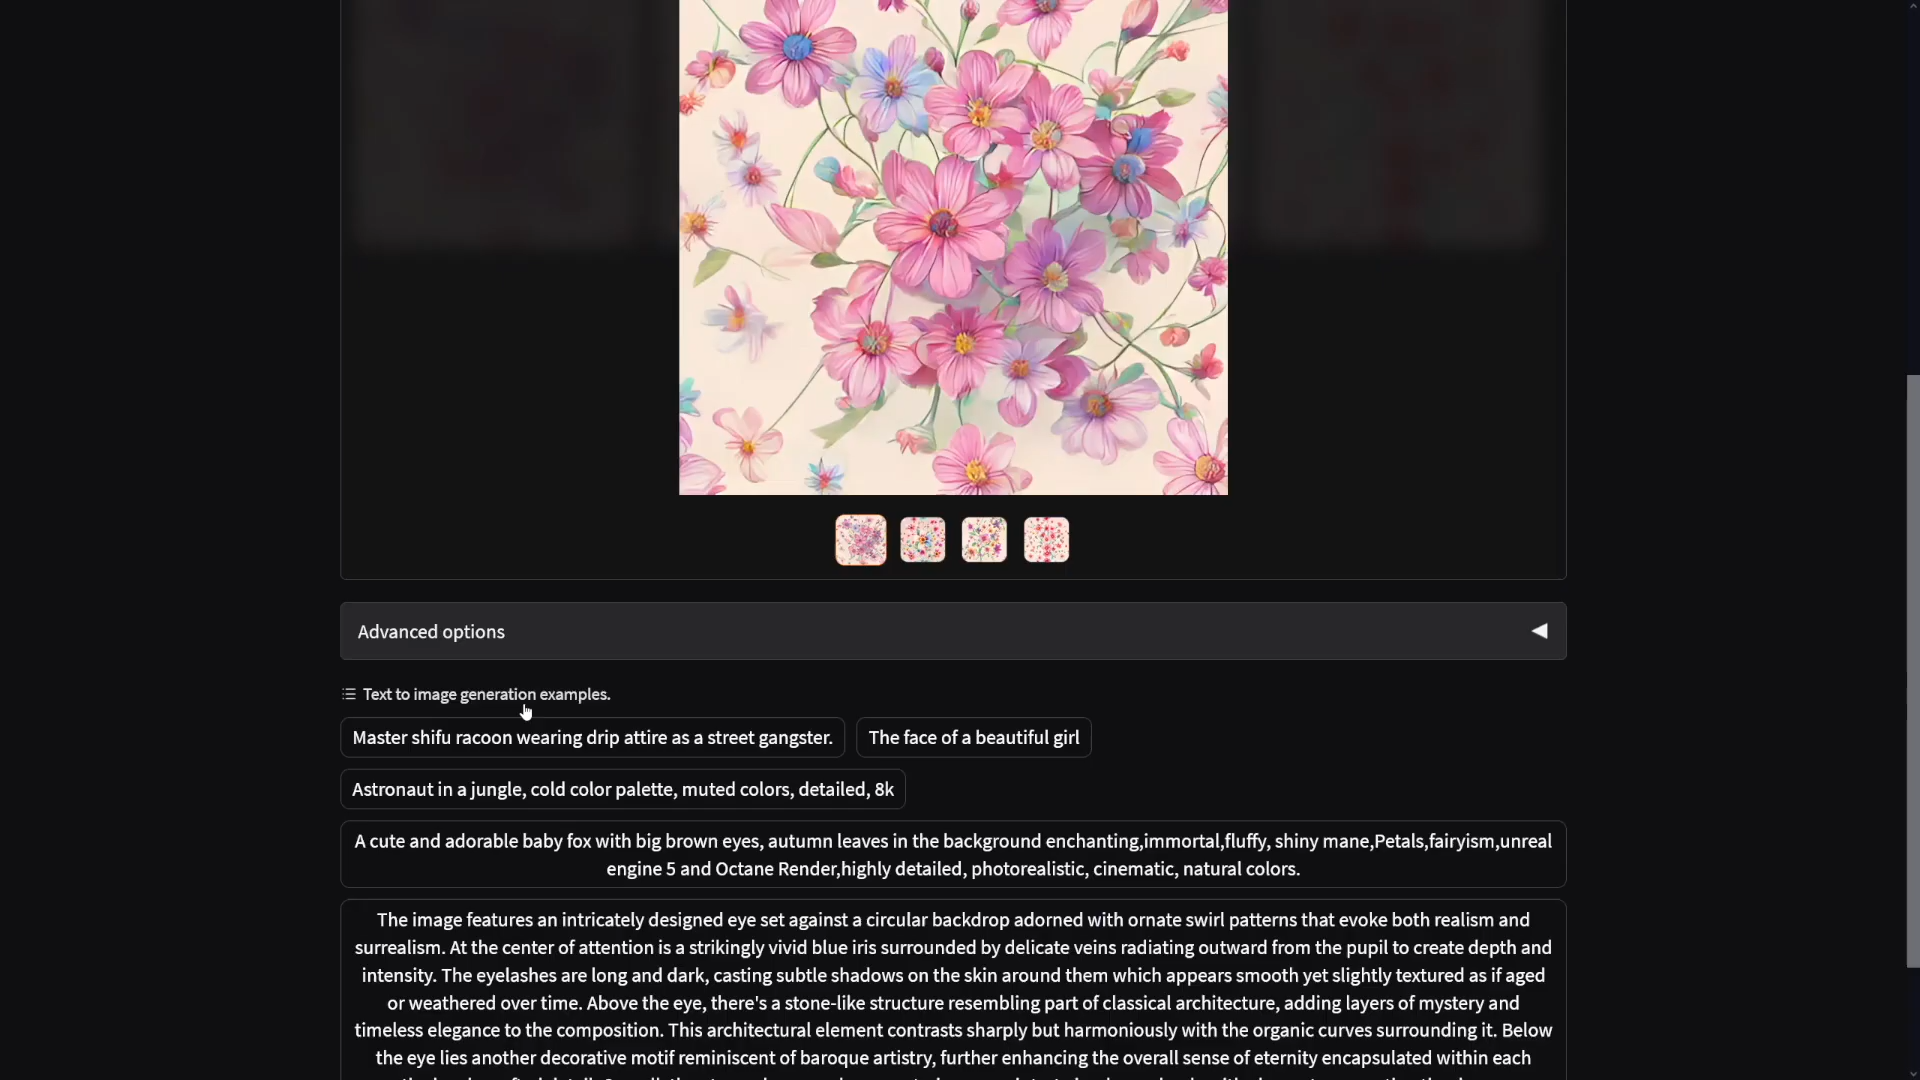 Advanced options
Text to image generation examples.
Master shifu racoon wearing drip attire as a street gangster.
The face of a beautiful girl
Astronaut in a jungle, cold color palette, muted colors, detailed, 8k
A cute and adorable baby fox with big brown eyes, autumn leaves in the background enchanting,immortal,fluffy, shiny mane,Petals,fairyism,unreal
engine 5 and Octane Render,highly detailed, photorealistic, cinematic, natural colors.
The image features an intricately designed eye set against a circular backdrop adorned with ornate swirl patterns that evoke both realism and
surrealism. At the center of attention is a strikingly vivid blue iris surrounded by delicate veins radiating outward from the pupil to create depth and
intensity. The eyelashes are long and dark, casting subtle shadows on the skin around them which appears smooth yet slightly textured as if aged
or weathered over time. Above the eye, there's a stone-like structure resembling part of classical architecture, adding layers of mystery and
timeless elegance to the composition. This architectural element contrasts sharply but harmoniously with the organic curves surrounding it. Below
the eye lies another decorative motif reminiscent of baroque artistry, further enhancing the overall sense of eternity encapsulated within each